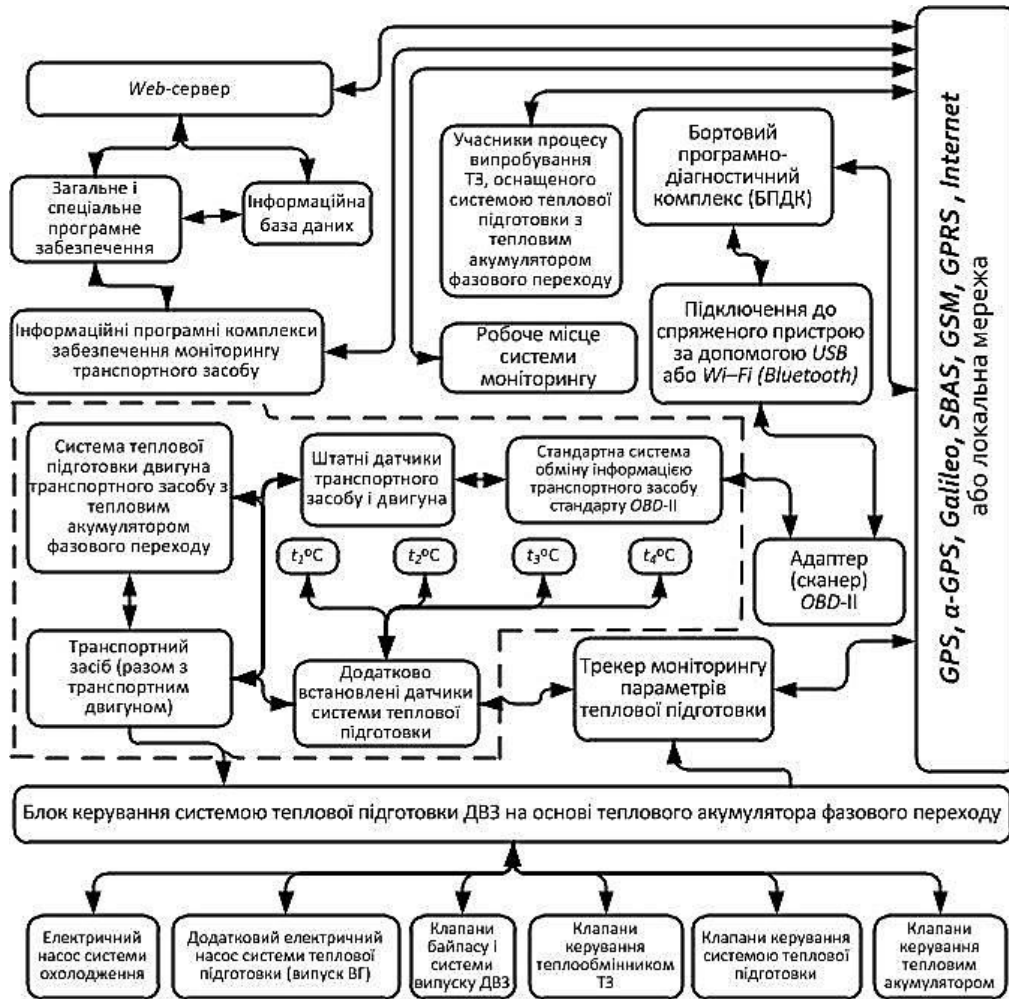 Web-сервер
Загальне і
спеціальне
програмне
забезпечення
Інформаційна
база даних
Інформаційні програмні комплекси
забезпечення моніторингу
транспортного засобу
Учасники процесу
випробування
ТЗ, оснащеного
системою теплової
підготовки з
тепловим
акумулятором
фазового переходу
Робоче місце
системи
моніторингу
Бортовий
програмно-
діагностичний
комплекс (БПДК)
Підключення до
спряженого пристрою
за допомогою USB
або Wi–Fi (Bluetooth)
GPS, α-GPS, Galileo, SBAS, GSM, GPRS , Internet
або локальна мережа
Система теплової
підготовки двигуна
транспортного засобу з
тепловим
акумулятором
фазового переходу
Штатні датчики
транспортного
засобу і двигуна
Стандартна система
обміну інформацією
транспортного засобу
стандарту OBD-II
t₁ºC
t₂ºC
t₃ºC
t₄ºC
Адаптер
(сканер)
OBD-II
Транспортний
засіб (разом з
транспортним
двигуном)
Додатково
встановлені датчики
системи теплової
підготовки
Трекер моніторингу
параметрів
теплової підготовки
Блок керування системою теплової підготовки ДВЗ на основі теплового акумулятора фазового переходу
Електричний
насос системи
охолодження
Додатковий електричний
насос системи теплової
підготовки (випуск ВГ)
Клапани
байпасу і
системи
випуску ДВЗ
Клапани
керування
теплообмінником
ТЗ
Клапани керування
системою теплової
підготовки
Клапани
керування
тепловим
акумулятором